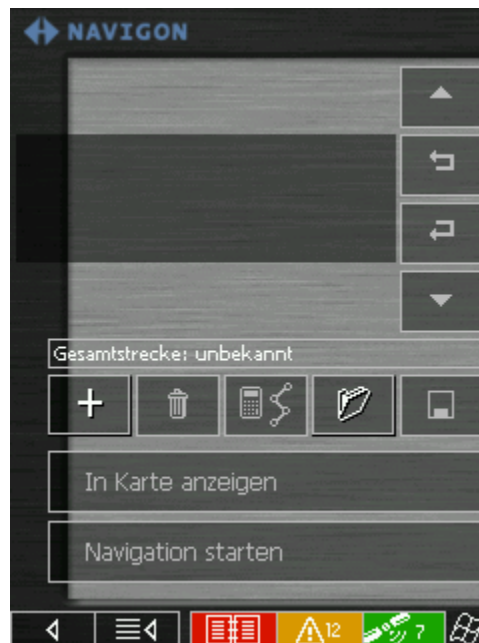 NAVIGON
Gesamtstrecke: unbekannt
In Karte anzeigen
Navigation starten
12 7